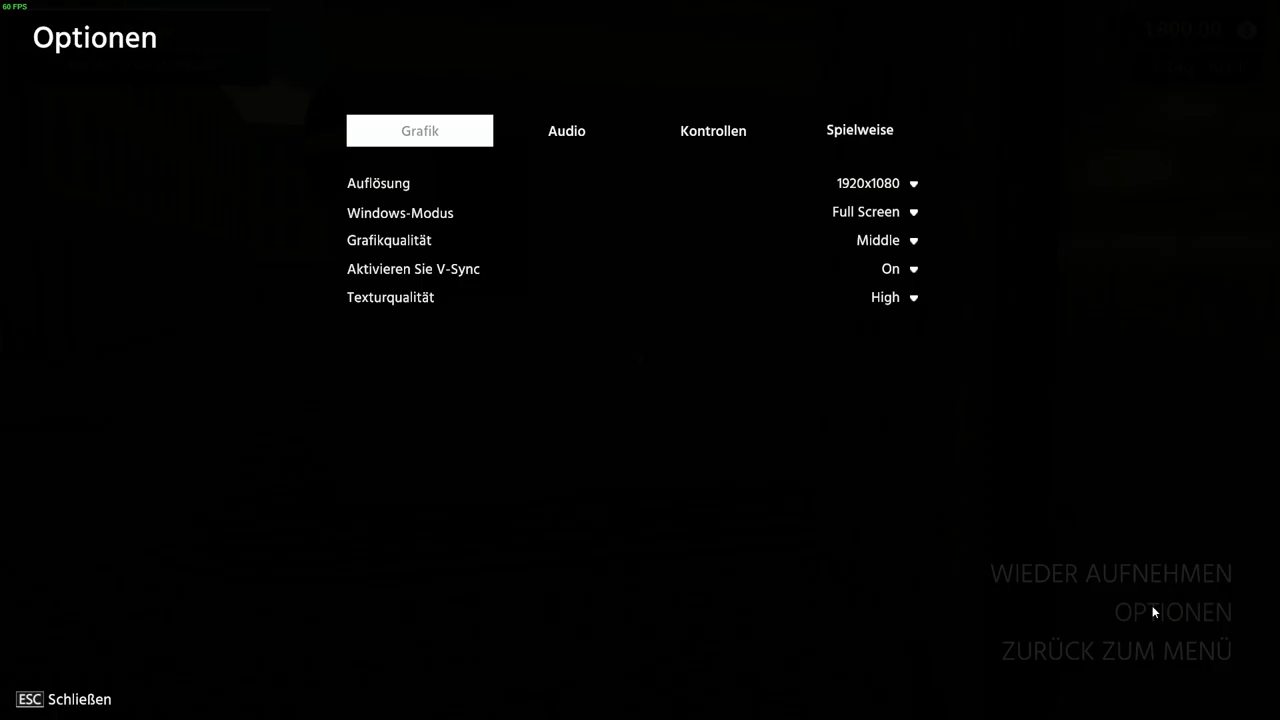 60 FPS
Optionen
Grafik Audio Kontrollen Spielweise
Auflösung 1920x1080
Windows-Modus Full Screen
Grafikqualität Middle
Aktivieren Sie V-Sync On
Texturqualität High
WIEDER AUFNEHMEN
OPTIONEN
ZURÜCK ZUM MENÜ
ESC Schließen